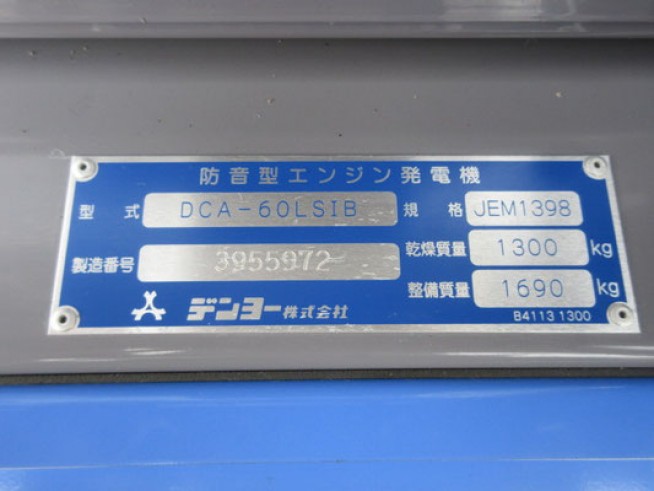 防音型エンジン発電機
型式 DCA-60LSIB 規格 JEM1398
製造番号 3955972 乾燥質量 1300 kg
整備質量 1690 kg
デンヨー株式会社 B4113 1300